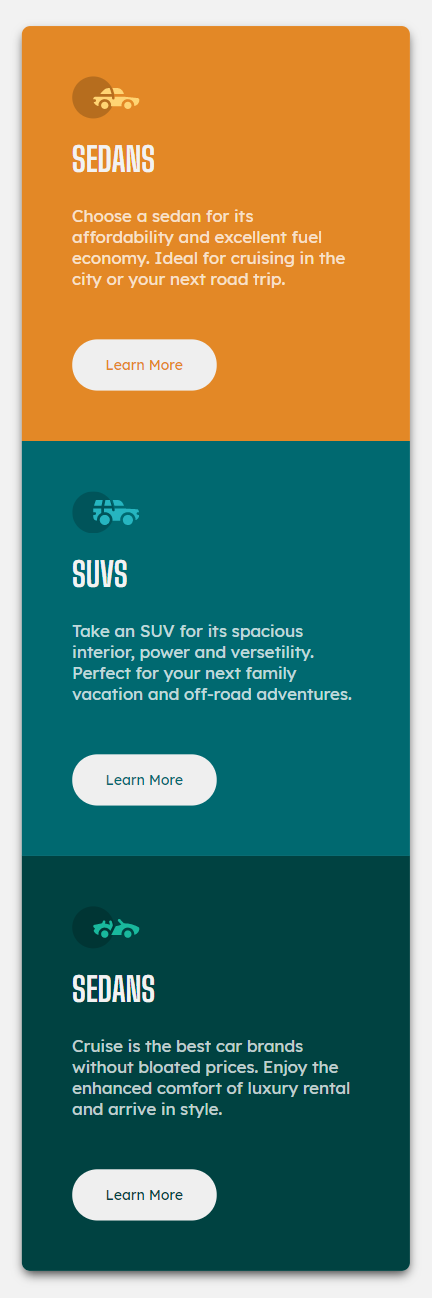 SEDANS
Choose a sedan for its
affordability and excellent fuel
economy. Ideal for cruising in the
city or your next road trip.
Learn More
SUVS
Take an SUV for its spacious
interior, power and versetility.
Perfect for your next family
vacation and off-road adventures.
Learn More
SEDANS
Cruise is the best car brands
without bloated prices. Enjoy the
enhanced comfort of luxury rental
and arrive in style.
Learn More